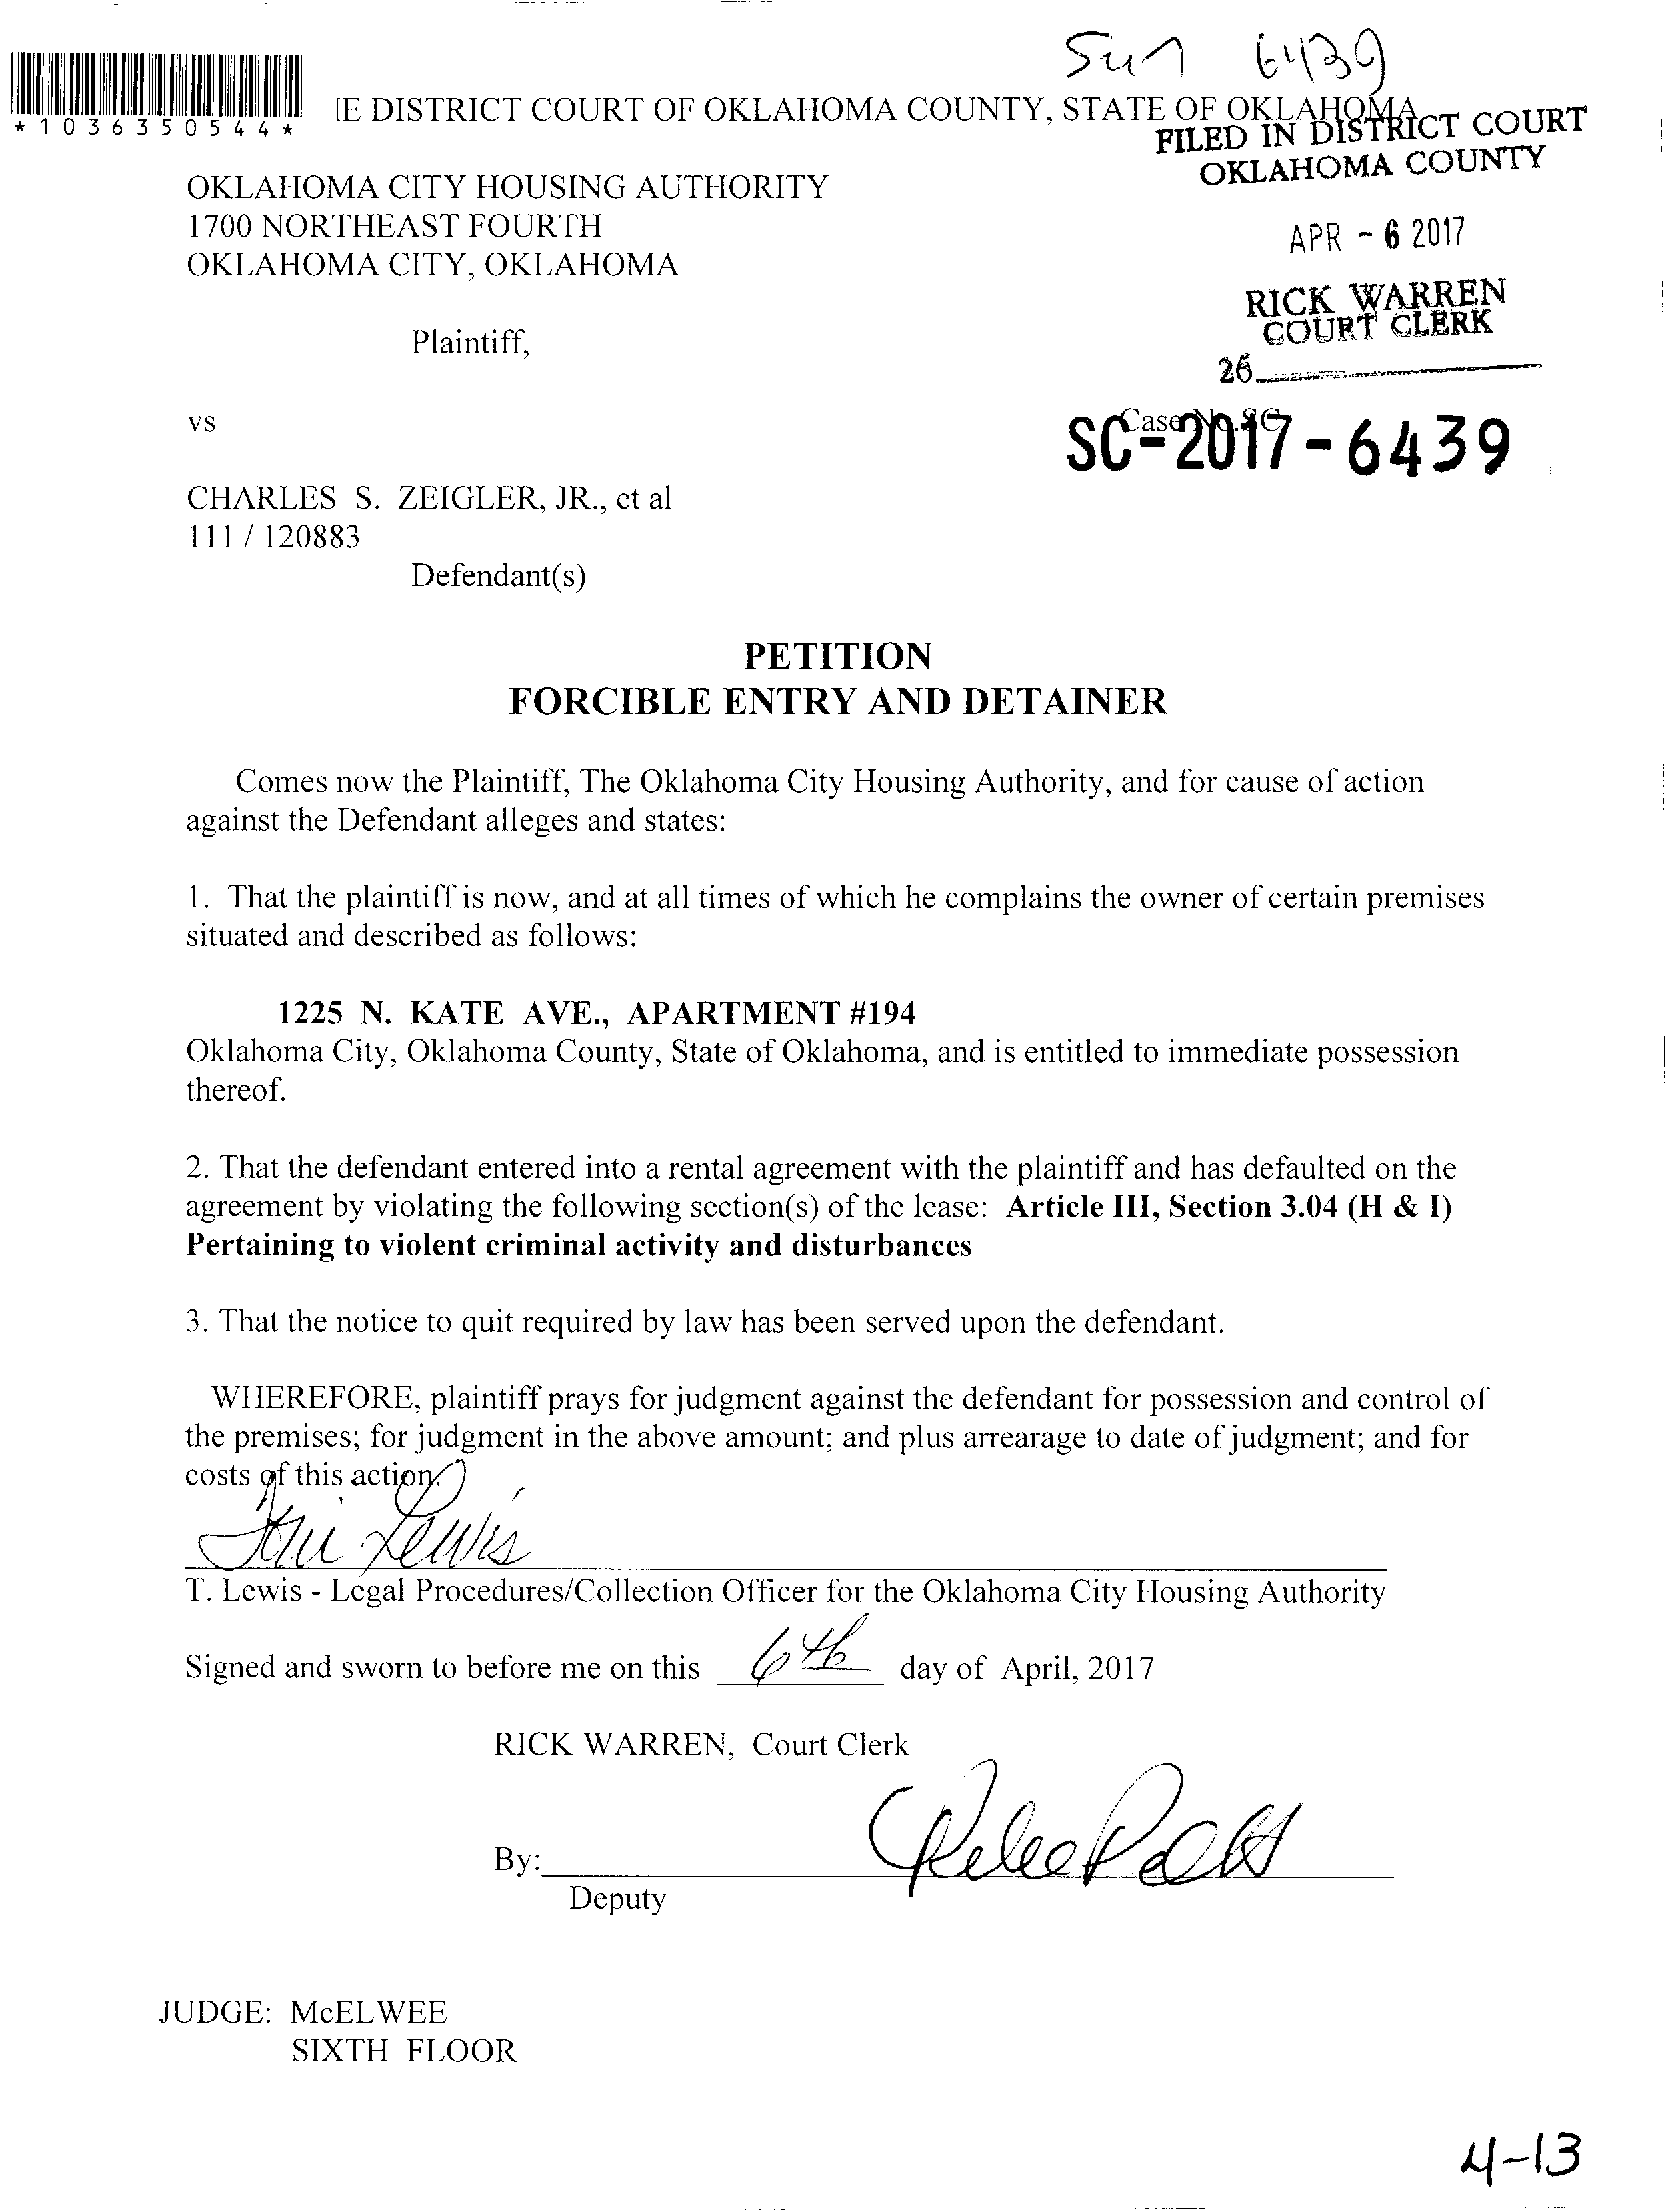 Sun 6439
*1036350544*
IE DISTRICT COURT OF OKLAHOMA COUNTY, STATE OF OKLAHOMA
FILED IN DISTRICT COURT
OKLAHOMA COUNTY
OKLAHOMA CITY HOUSING AUTHORITY
1700 NORTHEAST FOURTH
OKLAHOMA CITY, OKLAHOMA
APR - 6 2017
RICK WARREN
COURT CLERK
Plaintiff,
26
vs
Case No. SC
SC-2017-6439
CHARLES S. ZEIGLER, JR., et al
111 / 120883
Defendant(s)
PETITION
FORCIBLE ENTRY AND DETAINER
Comes now the Plaintiff, The Oklahoma City Housing Authority, and for cause of action
against the Defendant alleges and states:
1. That the plaintiff is now, and at all times of which he complains the owner of certain premises
situated and described as follows:
1225 N. KATE AVE., APARTMENT #194
Oklahoma City, Oklahoma County, State of Oklahoma, and is entitled to immediate possession
thereof.
2. That the defendant entered into a rental agreement with the plaintiff and has defaulted on the
agreement by violating the following section(s) of the lease: Article III, Section 3.04 (H & I)
Pertaining to violent criminal activity and disturbances
3. That the notice to quit required by law has been served upon the defendant.
WHEREFORE, plaintiff prays for judgment against the defendant for possession and control of
the premises; for judgment in the above amount; and plus arrearage to date of judgment; and for
costs of this action.
Lewis
T. Lewis - Legal Procedures/Collection Officer for the Oklahoma City Housing Authority
Signed and sworn to before me on this 6th day of April, 2017
RICK WARREN, Court Clerk
By:
Deputy
JUDGE: McELWEE
SIXTH FLOOR
4-13